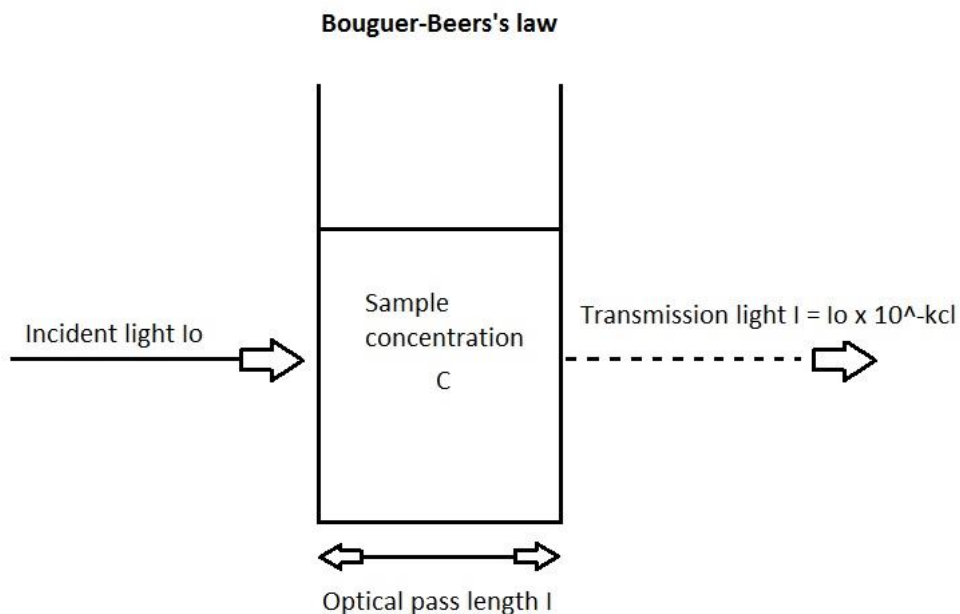 Bouguer-Beers's law
Incident light Io
Sample
concentration
C
Transmission light I = Io x 10^-kcl
Optical pass length l